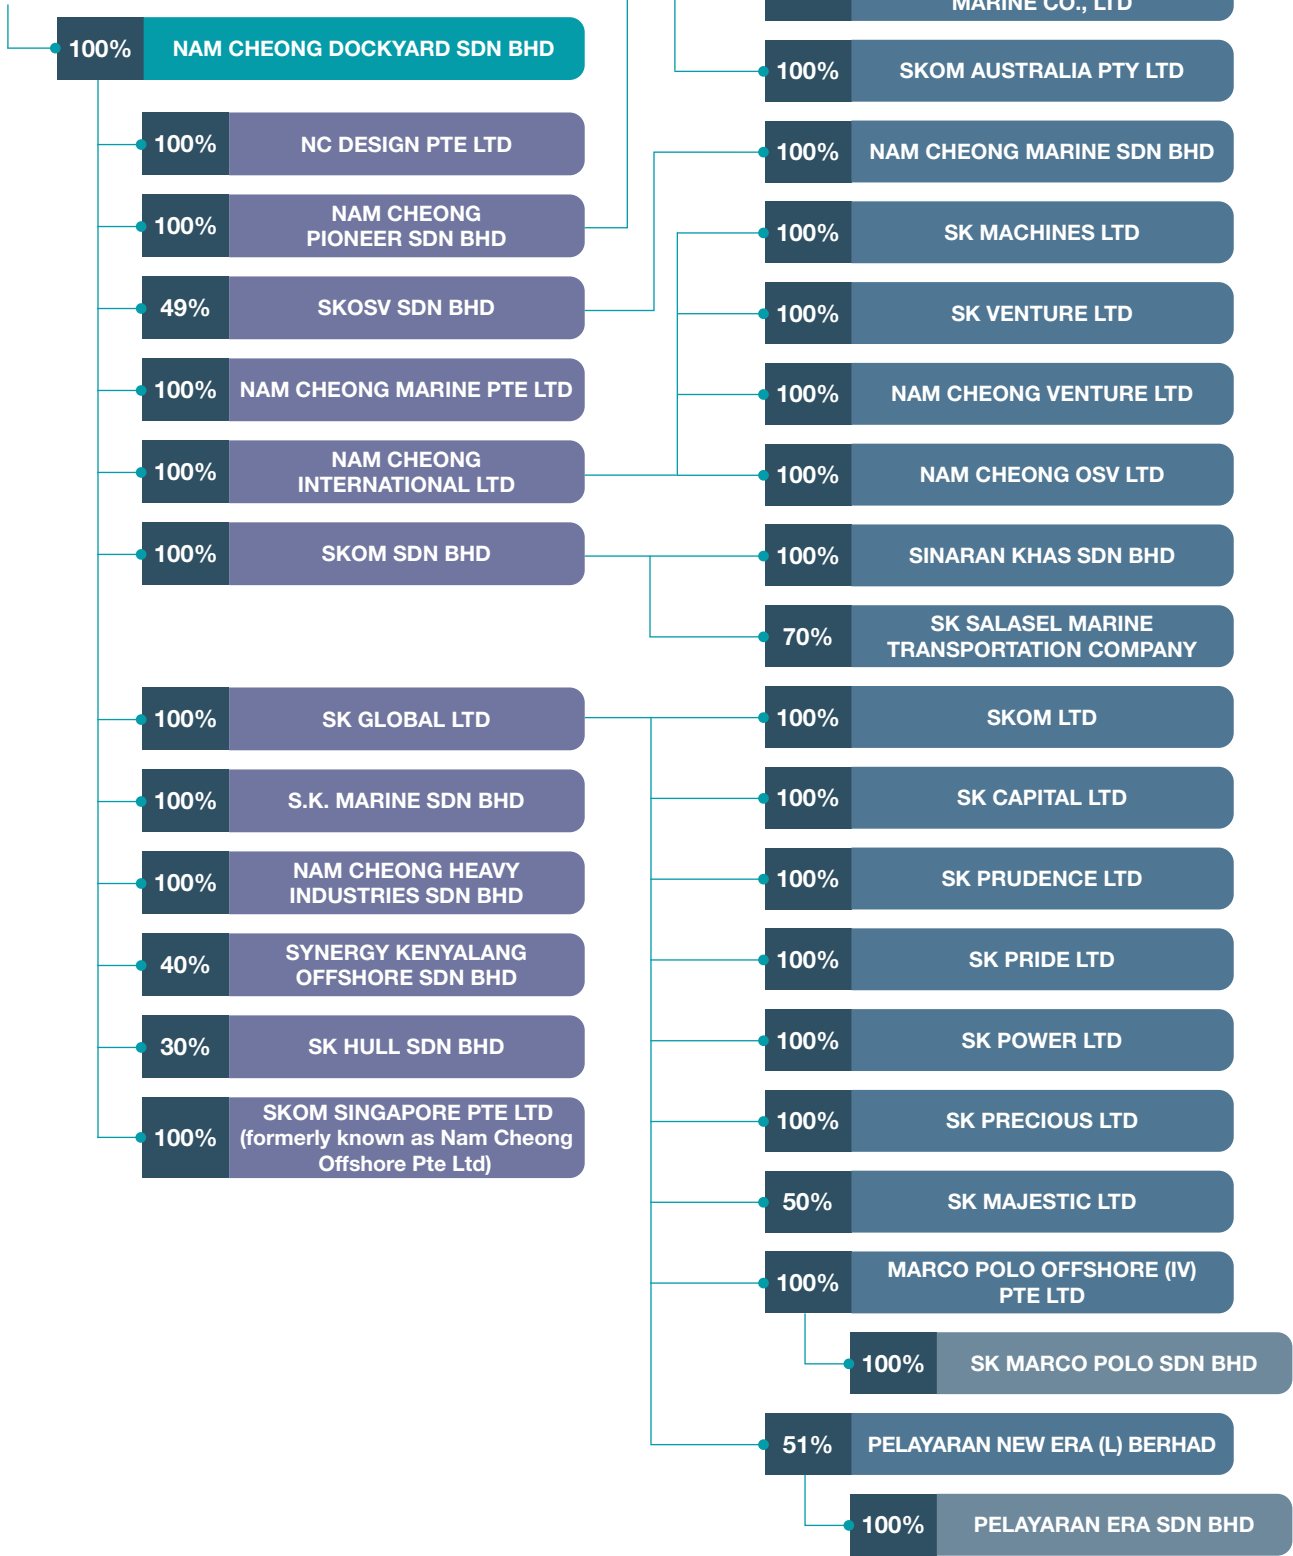 100% NAM CHEONG DOCKYARD SDN BHD
100% NC DESIGN PTE LTD
100% NAM CHEONG
PIONEER SDN BHD
49% SKOSV SDN BHD
100% NAM CHEONG MARINE PTE LTD
100% NAM CHEONG
INTERNATIONAL LTD
100% SKOM SDN BHD
100% SK GLOBAL LTD
100% S.K. MARINE SDN BHD
100% NAM CHEONG HEAVY
INDUSTRIES SDN BHD
40% SYNERGY KENYALANG
OFFSHORE SDN BHD
30% SK HULL SDN BHD
100% SKOM SINGAPORE PTE LTD
(formerly known as Nam Cheong
Offshore Pte Ltd)
MARINE CO., LTD
100% SKOM AUSTRALIA PTY LTD
100% NAM CHEONG MARINE SDN BHD
100% SK MACHINES LTD
100% SK VENTURE LTD
100% NAM CHEONG VENTURE LTD
100% NAM CHEONG OSV LTD
100% SINARAN KHAS SDN BHD
70% SK SALASEL MARINE
TRANSPORTATION COMPANY
100% SKOM LTD
100% SK CAPITAL LTD
100% SK PRUDENCE LTD
100% SK PRIDE LTD
100% SK POWER LTD
100% SK PRECIOUS LTD
50% SK MAJESTIC LTD
100% MARCO POLO OFFSHORE (IV)
PTE LTD
100% SK MARCO POLO SDN BHD
51% PELAYARAN NEW ERA (L) BERHAD
100% PELAYARAN ERA SDN BHD